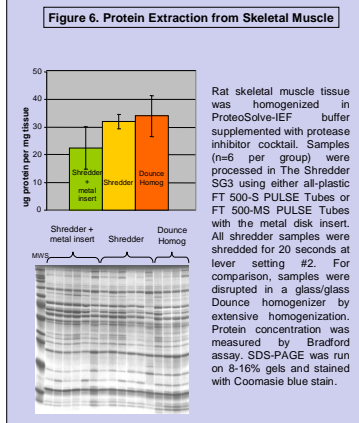 Figure 6. Protein Extraction from Skeletal Muscle
ug protein per mg tissue
50
40
30
20
10
0
Shredder
+
metal
insert
Shredder
Dounce
Homog
Shredder +
metal insert
Shredder
Dounce
Homog
MWS
Rat skeletal muscle tissue
was homogenized in
ProteoSolve-IEF buffer
supplemented with protease
inhibitor cocktail. Samples
(n=6 per group) were
processed in The Shredder
SG3 using either all-plastic
FT 500-S PULSE Tubes or
FT 500-MS PULSE Tubes
with the metal disk insert.
All shredder samples were
shredded for 20 seconds at
lever setting #2. For
comparison, samples were
disrupted in a glass/glass
Dounce homogenizer by
extensive homogenization.
Protein concentration was
measured by Bradford
assay. SDS-PAGE was run
on 8-16% gels and stained
with Coomasie blue stain.